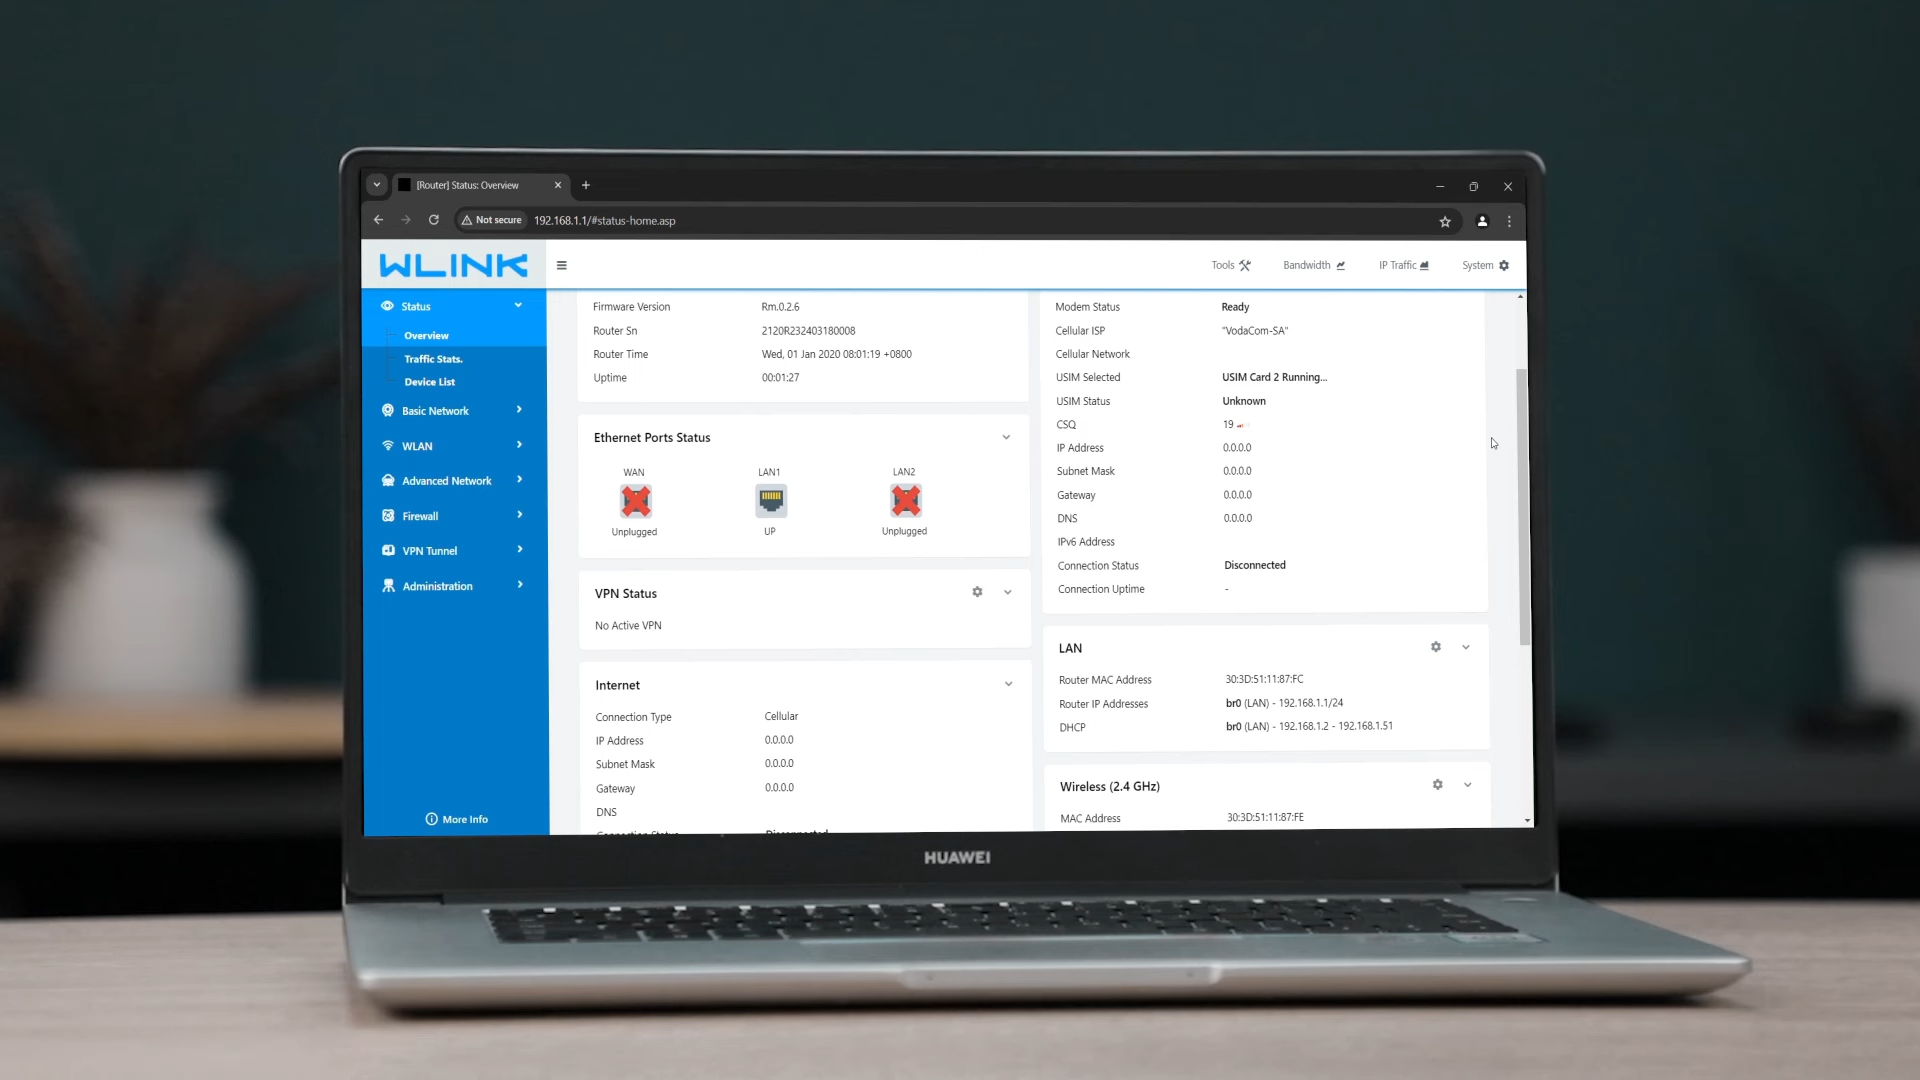 [Router] Status: Overview
Not secure 192.168.1.1/#status-home.asp
WLINK
Tools Bandwidth IP Traffic System
Status
Overview
Traffic Stats.
Device List
Basic Network
WLAN
Advanced Network
Firewall
VPN Tunnel
Administration
More Info
Firmware Version Rm.0.2.6
Router Sn 2120R232403180008
Router Time Wed, 01 Jan 2020 08:01:19 +0800
Uptime 00:01:27
Ethernet Ports Status
WAN LAN1 LAN2
Unplugged UP Unplugged
VPN Status
No Active VPN
Internet
Connection Type Cellular
IP Address 0.0.0.0
Subnet Mask 0.0.0.0
Gateway 0.0.0.0
DNS
Connection Status Disconnected
Modem Status Ready
Cellular ISP "VodaCom-SA"
Cellular Network
USIM Selected USIM Card 2 Running...
USIM Status Unknown
CSQ 19
IP Address 0.0.0.0
Subnet Mask 0.0.0.0
Gateway 0.0.0.0
DNS 0.0.0.0
IPv6 Address
Connection Status Disconnected
Connection Uptime -
LAN
Router MAC Address 30:3D:51:11:87:FC
Router IP Addresses br0 (LAN) - 192.168.1.1/24
DHCP br0 (LAN) - 192.168.1.2 - 192.168.1.51
Wireless (2.4 GHz)
MAC Address 30:3D:51:11:87:FE
HUAWEI